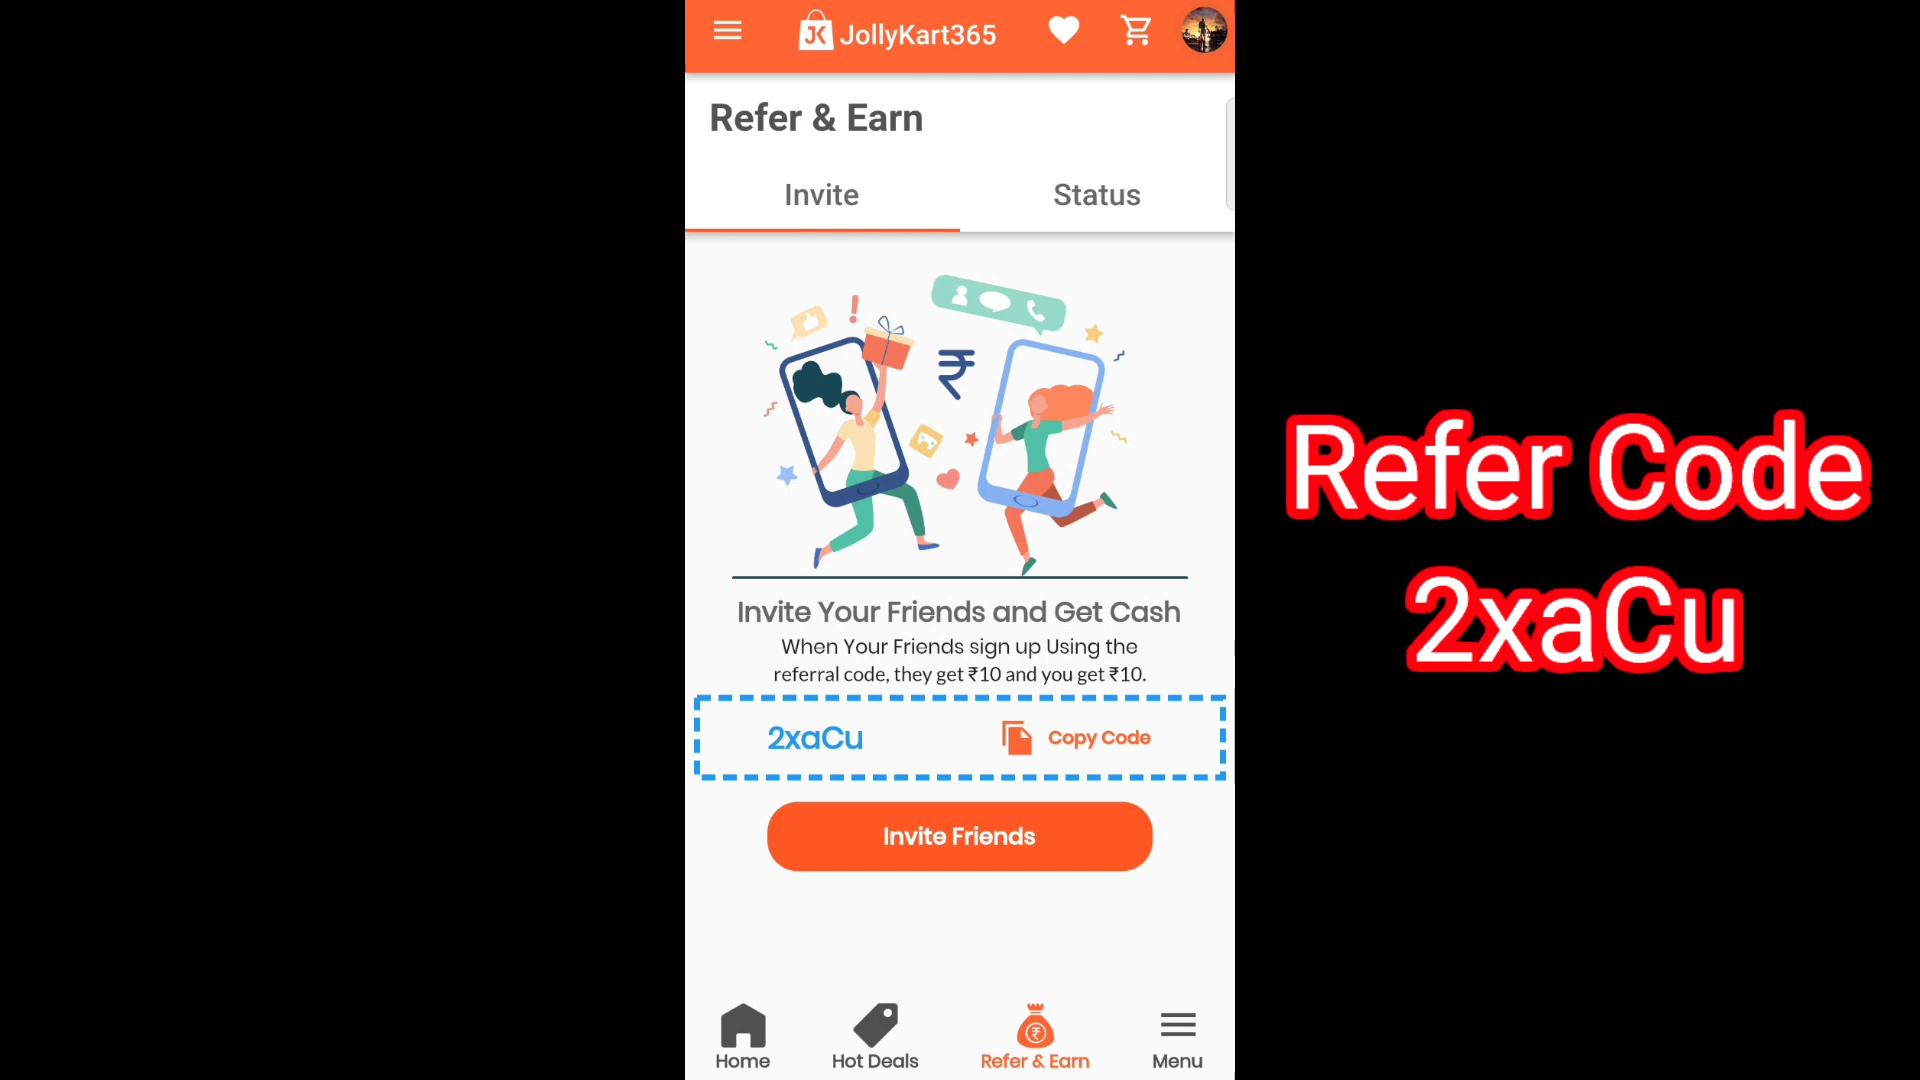 JK JollyKart365
Refer & Earn
Invite Status
₹
Invite Your Friends and Get Cash
When Your Friends sign up Using the
referral code, they get ₹10 and you get ₹10.
2xaCu Copy Code
Invite Friends
₹
Home Hot Deals Refer & Earn Menu
Refer Code
2xaCu